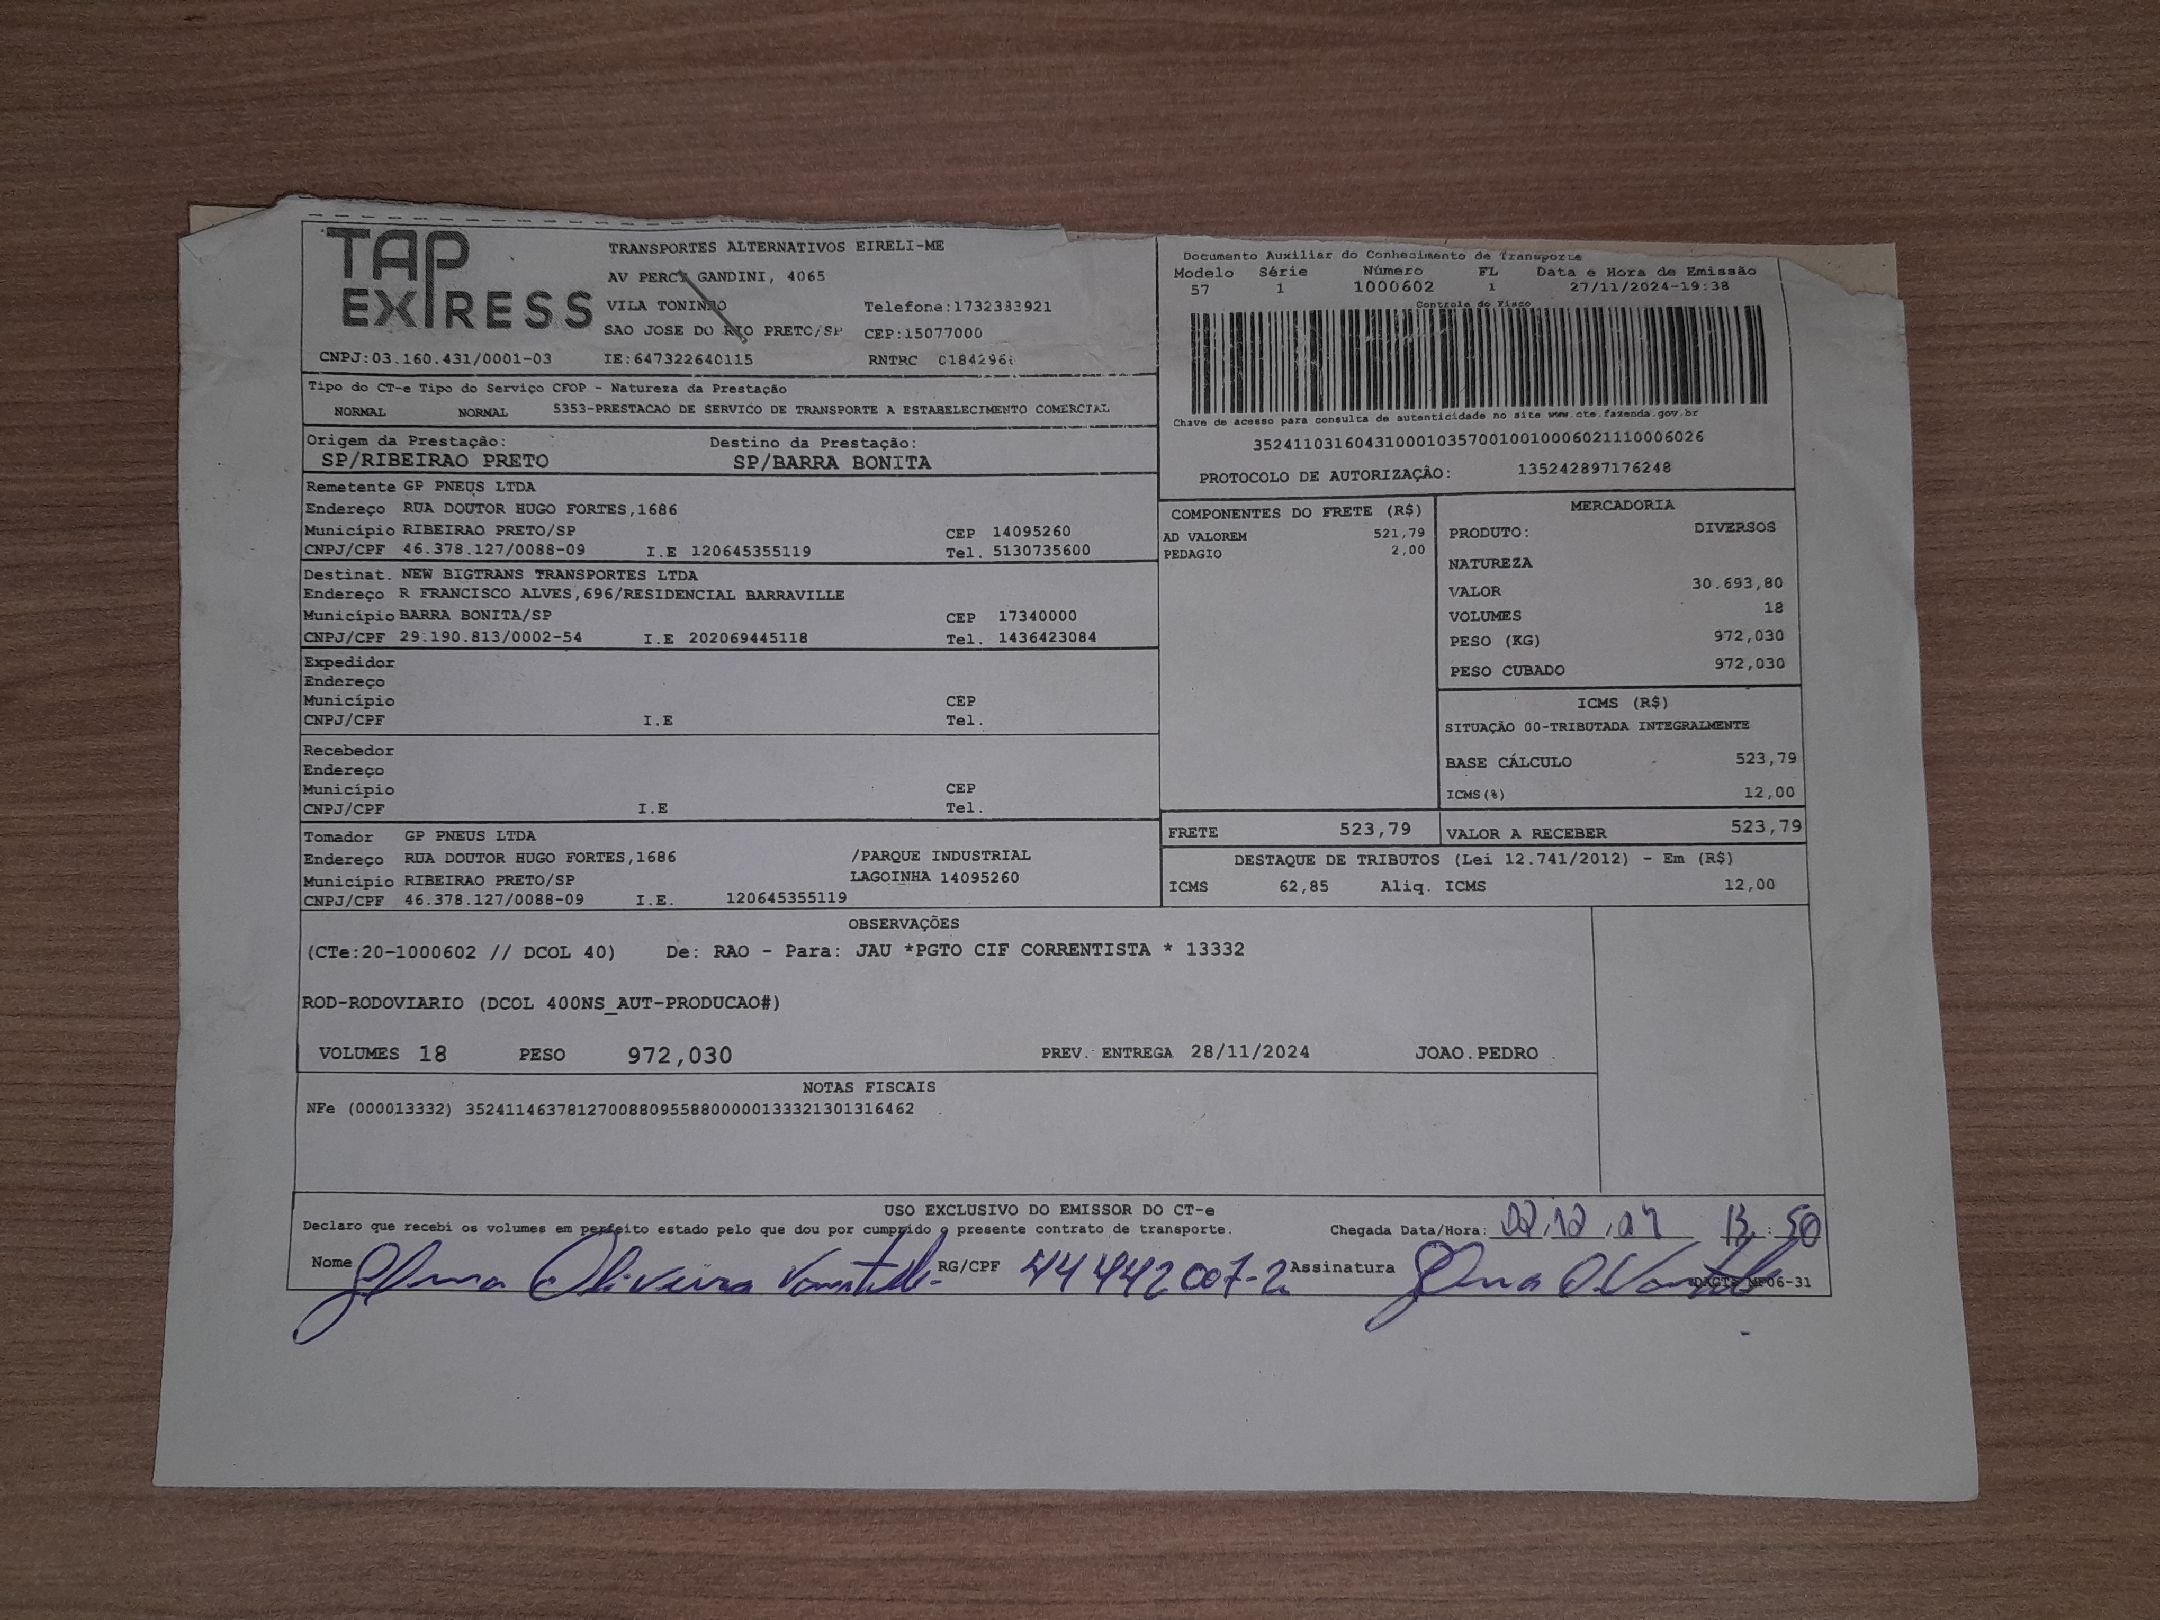 TAP EXPRESS
TRANSPORTES ALTERNATIVOS EIRELI-ME
AV PERCY GANDINI, 4065
VILA TONINHO Telefone:1732383921
SAO JOSE DO RIO PRETO/SP CEP:15077000
CNPJ:03.160.431/0001-03 IE:647322640115 RNTRC
Documento Auxiliar do Conhecimento de Transporte
Modelo Série Número FL Data e Hora de Emissão
57 1 1000602 1 27/11/2024-19:38
Controle do Fisco
Chave de acesso para consulta de autenticidade no site www.cte.fazenda.gov.br
35241103160431000103570010010006021110006026
PROTOCOLO DE AUTORIZAÇÃO: 135242897176248
Tipo do CT-e Tipo do Serviço CFOP - Natureza da Prestação
NORMAL NORMAL 5353-PRESTACAO DE SERVICO DE TRANSPORTE A ESTABELECIMENTO COMERCIAL
Origem da Prestação: Destino da Prestação:
SP/RIBEIRAO PRETO SP/BARRA BONITA
Remetente GP PNEUS LTDA
Endereço RUA DOUTOR HUGO FORTES,1686
Município RIBEIRAO PRETO/SP CEP 14095260
CNPJ/CPF 46.378.127/0088-09 I.E 120645355119 Tel. 5130735600
Destinat. NEW BIGTRANS TRANSPORTES LTDA
Endereço R FRANCISCO ALVES,696/RESIDENCIAL BARRAVILLE
Município BARRA BONITA/SP CEP 17340000
CNPJ/CPF 29.190.813/0002-54 I.E 202069445118 Tel. 1436423084
Expedidor
Endereço
Município CEP
CNPJ/CPF I.E Tel.
Recebedor
Endereço
Município CEP
CNPJ/CPF I.E Tel.
Tomador GP PNEUS LTDA
Endereço RUA DOUTOR HUGO FORTES,1686 /PARQUE INDUSTRIAL
Município RIBEIRAO PRETO/SP LAGOINHA 14095260
CNPJ/CPF 46.378.127/0088-09 I.E. 120645355119
COMPONENTES DO FRETE (R$)
AD VALOREM 521,79
PEDAGIO 2,00
MERCADORIA
PRODUTO: DIVERSOS
NATUREZA
VALOR 30.693,80
VOLUMES 18
PESO (KG) 972,030
PESO CUBADO 972,030
ICMS (R$)
SITUAÇÃO 00-TRIBUTADA INTEGRALMENTE
BASE CÁLCULO 523,79
ICMS(%) 12,00
FRETE 523,79 VALOR A RECEBER 523,79
DESTAQUE DE TRIBUTOS (Lei 12.741/2012) - Em (R$)
ICMS 62,85 Aliq. ICMS 12,00
OBSERVAÇÕES
(CTe:20-1000602 // DCOL 40) De: RAO - Para: JAU *PGTO CIF CORRENTISTA * 13332
ROD-RODOVIARIO (DCOL 400NS_AUT-PRODUCAO#)
VOLUMES 18 PESO 972,030 PREV. ENTREGA 28/11/2024 JOAO.PEDRO
NOTAS FISCAIS
NFe (000013332) 35241146378127008809558800000133321301316462
USO EXCLUSIVO DO EMISSOR DO CT-e
Declaro que recebi os volumes em perfeito estado pelo que dou por cumprido o presente contrato de transporte. Chegada Data/Hora: : 50
Nome Oliveira RG/CPF 44442007-2 Assinatura
DACTE MF06-31